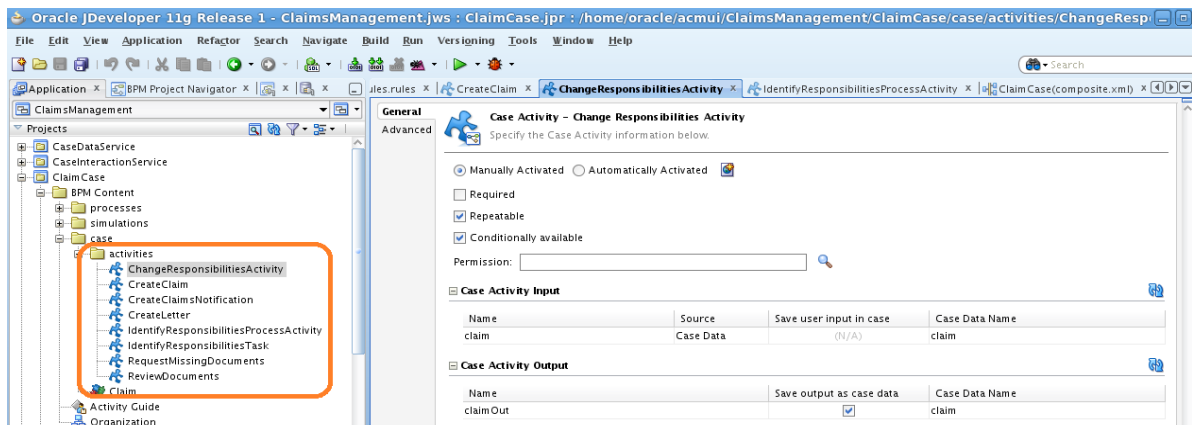 Oracle JDeveloper 11g Release 1 - ClaimsManagement.jws : ClaimCase.jpr : /home/oracle/acmui/ClaimsManagement/ClaimCase/case/activities/ChangeResp
File Edit View Application Refactor Search Navigate Build Run Versioning Tools Window Help
Search
Application x BPM Project Navigator x x x ules.rules x CreateClaim x ChangeResponsibilitiesActivity x IdentifyResponsibilitiesProcessActivity x ClaimCase(composite.xml) x
ClaimsManagement
Projects
CaseDataService
CaseInteractionService
ClaimCase
BPM Content
processes
simulations
case
activities
ChangeResponsibilitiesActivity
CreateClaim
CreateClaimsNotification
CreateLetter
IdentifyResponsibilitiesProcessActivity
IdentifyResponsibilitiesTask
RequestMissingDocuments
ReviewDocuments
Claim
Activity Guide
Organization
General
Advanced
Case Activity - Change Responsibilities Activity
Specify the Case Activity information below.
Manually Activated Automatically Activated
Required
Repeatable
Conditionally available
Permission:
Case Activity Input
Name Source Save user input in case Case Data Name
claim Case Data (N/A) claim
Case Activity Output
Name Save output as case data Case Data Name
claimOut claim